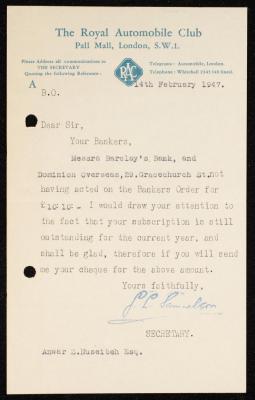 The Royal Automobile Club
Pall Mall, London, S.W.1.
Please Address all communications to
THE SECRETARY
Quoting the following Reference:
Telegrams: Automobile, London.
Telephone: Whitehall 2345 (40 lines).
RAC
A
B.O.
14th February 1947.
Dear Sir,
Your Bankers,
Messrs Barclay's Bank, and
Dominion Overseas, 29, Gracechurch St. not
having acted on the Bankers Order for
£10:10:- I would draw your attention to
the fact that your subscription is still
outstanding for the current year, and
shall be glad, therefore if you will send
me your cheque for the above amount.
Yours faithfully,
SECRETARY.
Anwar E. Nuseibeh Esq.